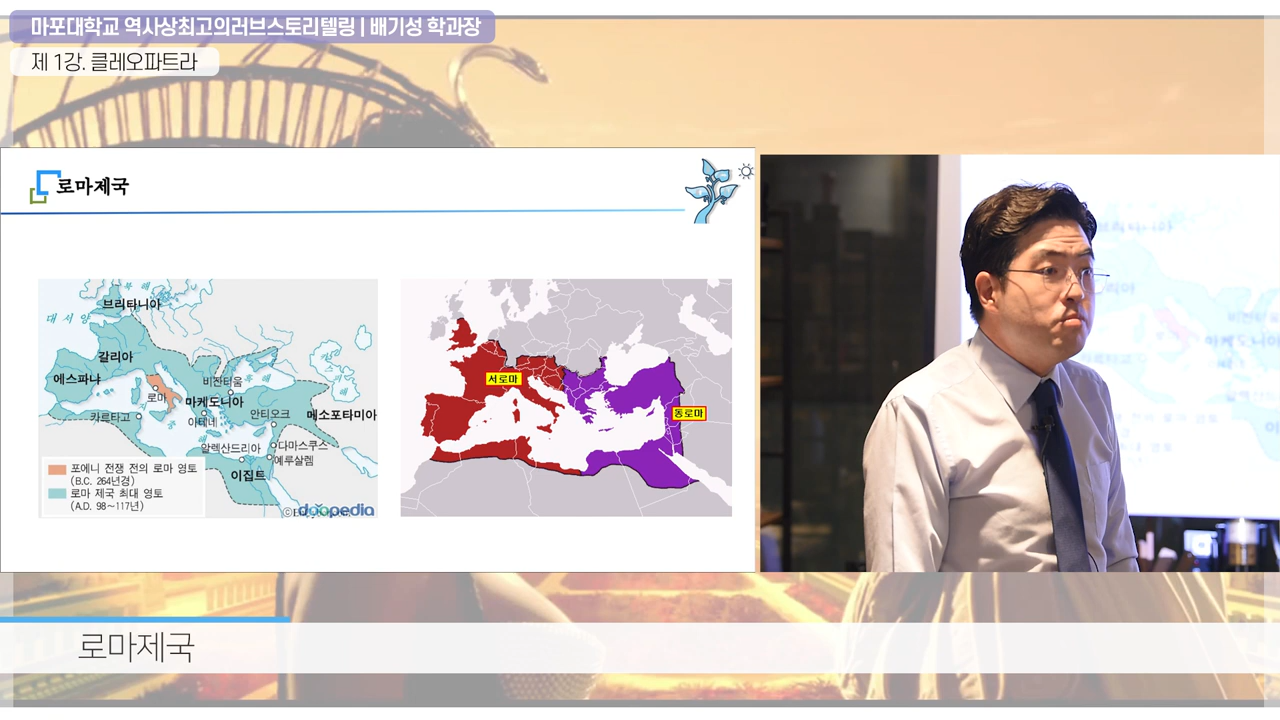 마포대학교 역사상최고의러브스토리텔링 | 배기성 학과장
제 1강. 클레오파트라
로마제국
북 해
브리타니아
대 서 양
갈리아
에스파냐
비잔티움
로마
마케도니아
카르타고
아테네
안티오크
메소포타미아
알렉산드리아
다마스쿠스
예루살렘
이집트
포에니 전쟁 전의 로마 영토
(B.C. 264년경)
로마 제국 최대 영토
(A.D. 98~117년)
doopedia
서로마
동로마
로마제국